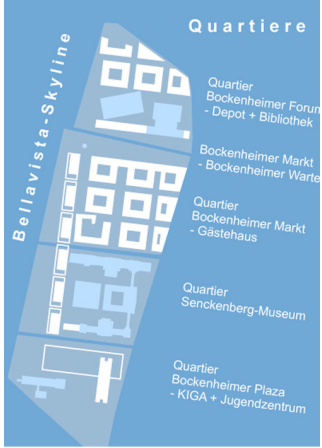 Quartiere
Bellavista-Skyline
Quartier
Bockenheimer Forum
- Depot + Bibliothek
Bockenheimer Markt
- Bockenheimer Warte
Quartier
Bockenheimer Markt
- Gästehaus
Quartier
Senckenberg-Museum
Quartier
Bockenheimer Plaza
- KIGA + Jugendzentrum